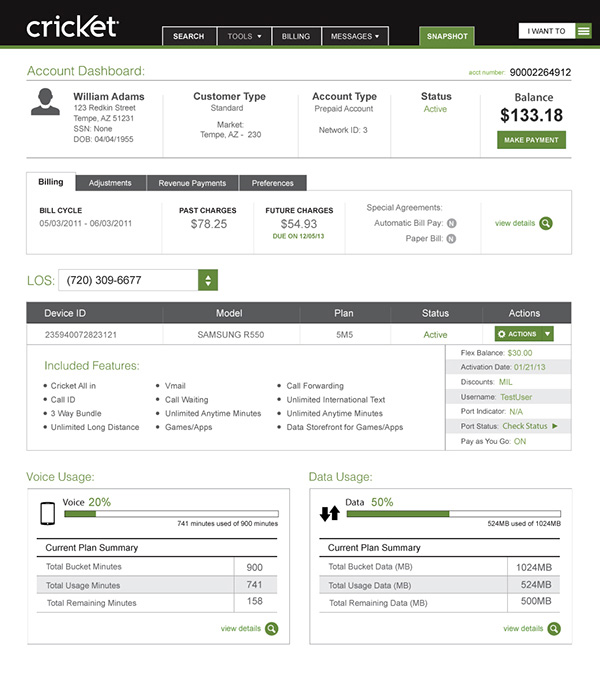 cricket
SEARCH
TOOLS
BILLING
MESSAGES
SNAPSHOT
I WANT TO
Account Dashboard:
acct number: 90002264912
William Adams
123 Redkin Street
Tempe, AZ 51231
SSN: None
DOB: 04/04/1955
Customer Type
Standard
Market:
Tempe, AZ - 230
Account Type
Prepaid Account
Network ID: 3
Status
Active
Balance
$133.18
MAKE PAYMENT
Billing
Adjustments
Revenue Payments
Preferences
BILL CYCLE
05/03/2011 - 06/03/2011
PAST CHARGES
$78.25
FUTURE CHARGES
$54.93
DUE ON 12/05/13
Special Agreements:
Automatic Bill Pay: N
Paper Bill: N
view details
LOS: (720) 309-6677
Device ID Model Plan Status Actions
235940072823121 SAMSUNG R550 5M5 Active ACTIONS
Included Features:
Cricket All in
Call ID
3 Way Bundle
Unlimited Long Distance
Vmail
Call Waiting
Unlimited Anytime Minutes
Games/Apps
Call Forwarding
Unlimited International Text
Unlimited Anytime Minutes
Data Storefront for Games/Apps
Flex Balance: $30.00
Activation Date: 01/21/13
Discounts: MIL
Username: TestUser
Port Indicator: N/A
Port Status: Check Status
Pay as You Go: ON
Voice Usage:
Voice 20%
741 minutes used of 900 minutes
Current Plan Summary
Total Bucket Minutes 900
Total Usage Minutes 741
Total Remaining Minutes 158
view details
Data Usage:
Data 50%
524MB used of 1024MB
Current Plan Summary
Total Bucket Data (MB) 1024MB
Total Usage Data (MB) 524MB
Total Remaining Data (MB) 500MB
view details